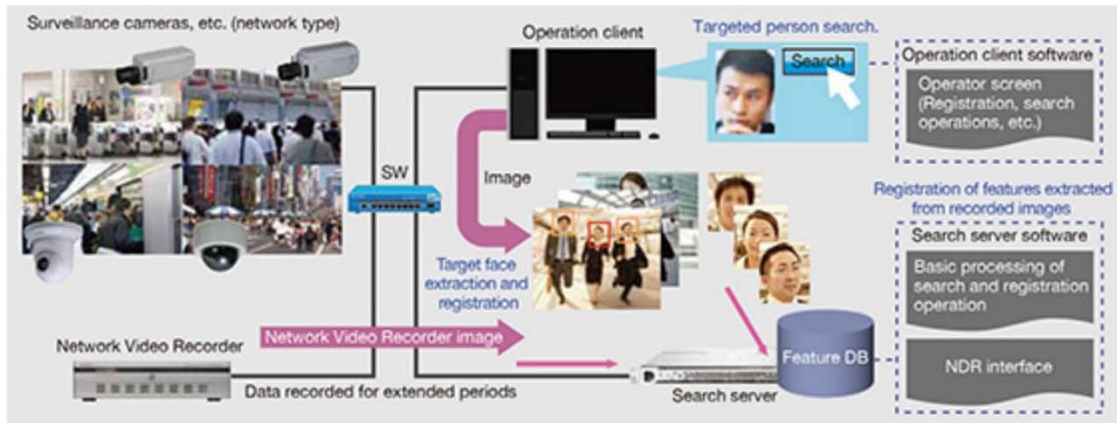 Surveillance cameras, etc. (network type)
Operation client
Targeted person search.
Search
Operation client software
Operator screen
(Registration, search
operations, etc.)
SW
Image
Target face
extraction and
registration
Registration of features extracted
from recorded images
Search server software
Basic processing of
search and registration
operation
NDR interface
Network Video Recorder image
Network Video Recorder
Data recorded for extended periods
Search server
Feature DB